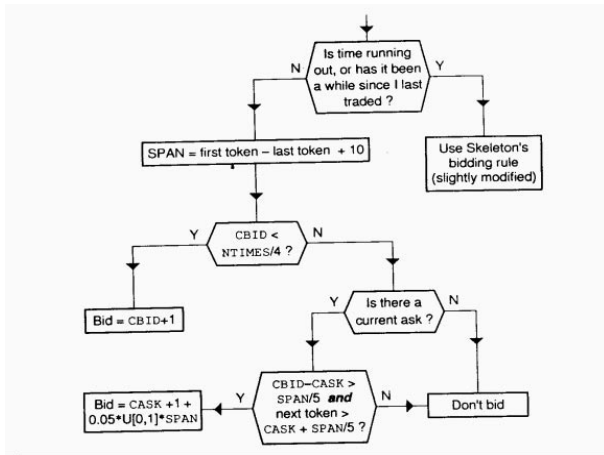 Is time running
out, or has it been
a while since I last
traded ?
N
Y
SPAN = first token – last token + 10
Use Skeleton's
bidding rule
(slightly modified)
Y
CBID <
NTIMES/4 ?
N
Bid = CBID+1
Y
Is there a
current ask ?
N
CBID–CASK >
SPAN/5 and
next token >
CASK + SPAN/5 ?
Y
N
Bid = CASK +1 +
0.05*U[0,1]*SPAN
Don't bid